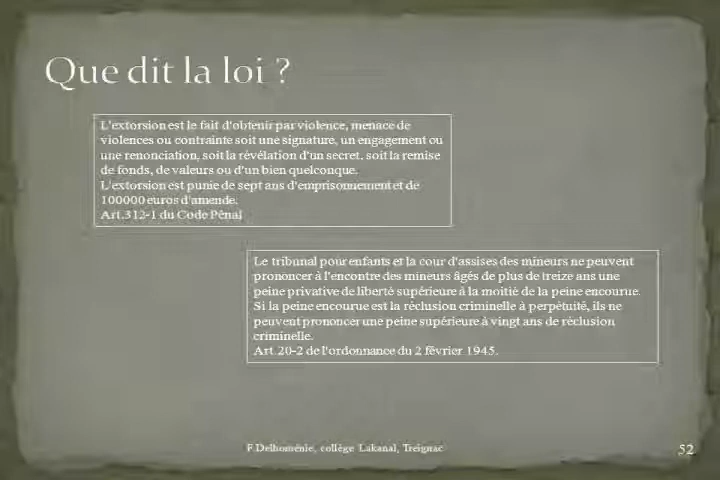 Que dit la loi ?
L'extorsion est le fait d'obtenir par violence, menace de
violences ou contrainte soit une signature, un engagement ou
une renonciation, soit la révélation d'un secret, soit la remise
de fonds, de valeurs ou d'un bien quelconque.
L'extorsion est punie de sept ans d'emprisonnement et de
100000 euros d'amende.
Art.312-1 du Code Pénal
Le tribunal pour enfants et la cour d'assises des mineurs ne peuvent
prononcer à l'encontre des mineurs âgés de plus de treize ans une
peine privative de liberté supérieure à la moitié de la peine encourue.
Si la peine encourue est la réclusion criminelle à perpétuité, ils ne
peuvent prononcer une peine supérieure à vingt ans de réclusion
criminelle.
Art.20-2 de l'ordonnance du 2 février 1945.
F.Delhoménie, collège Lakanal, Treignac
52